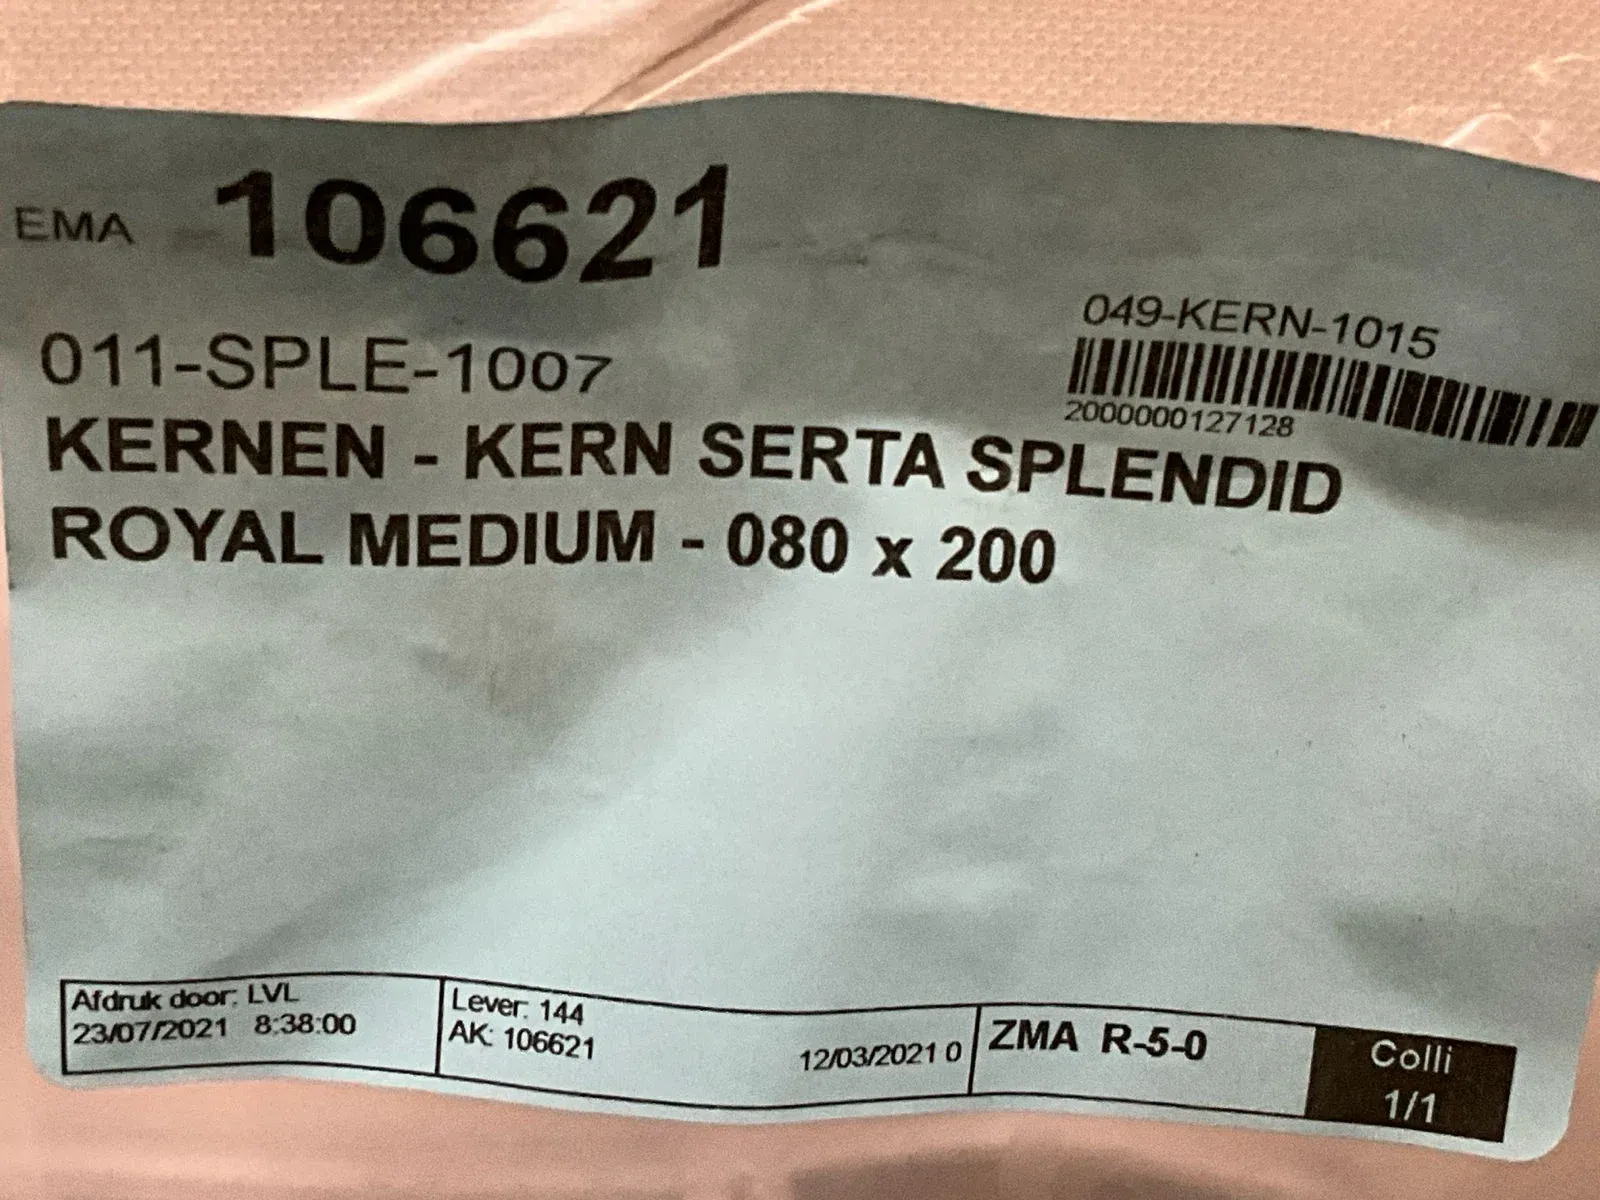 EMA 106621
011-SPLE-1007
049-KERN-1015
2000000127128
KERNEN - KERN SERTA SPLENDID
ROYAL MEDIUM - 080 x 200
Afdruk door: LVL
23/07/2021 8:38:00
Lever: 144
AK: 106621
12/03/2021 0
ZMA R-5-0
Colli
1/1